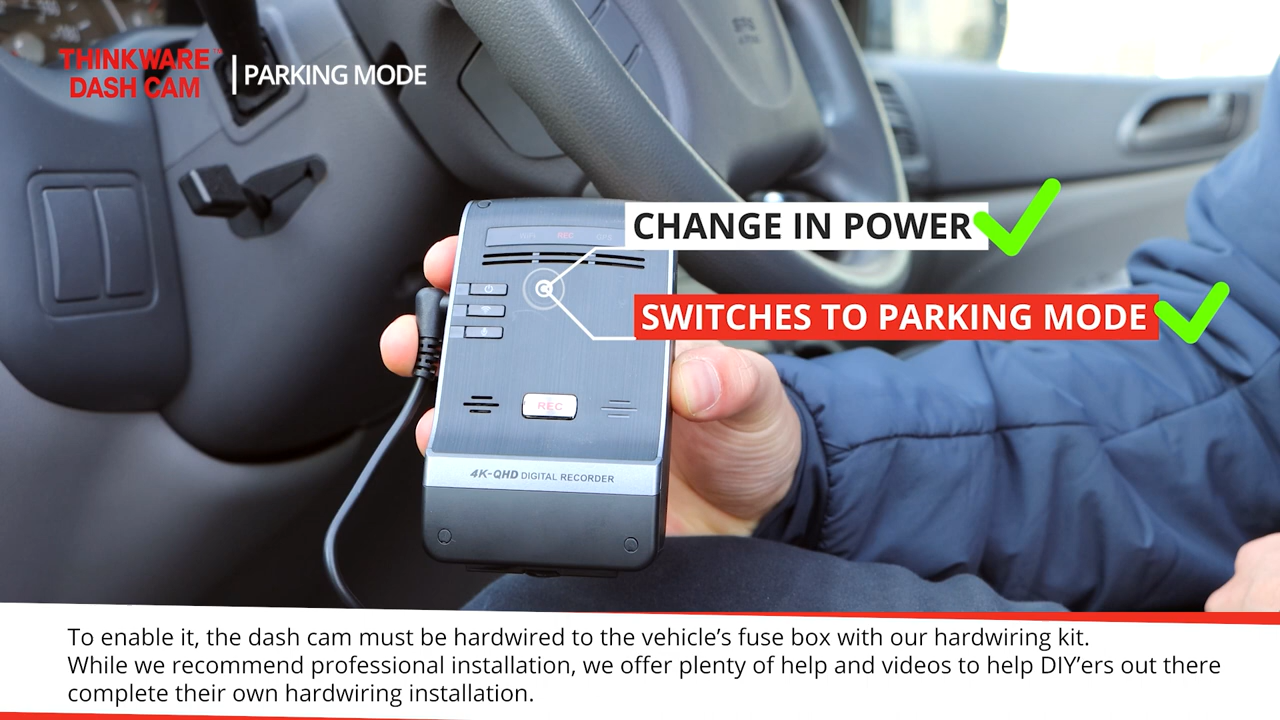 THINKWARE™
DASH CAM
PARKING MODE
CHANGE IN POWER
REC
SWITCHES TO PARKING MODE
REC
4K-QHD DIGITAL RECORDER
To enable it, the dash cam must be hardwired to the vehicle’s fuse box with our hardwiring kit.
While we recommend professional installation, we offer plenty of help and videos to help DIY’ers out there
complete their own hardwiring installation.